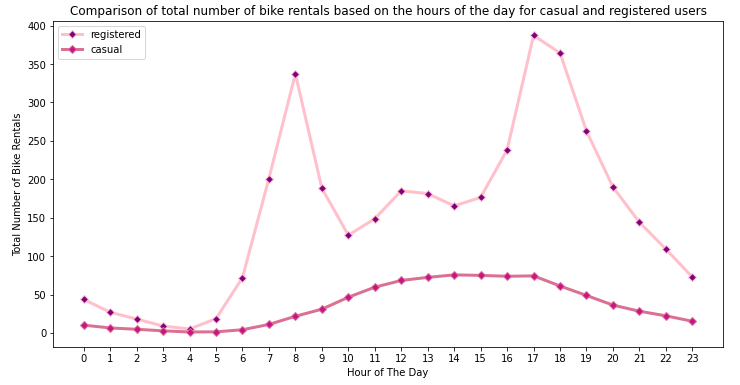 Comparison of total number of bike rentals based on the hours of the day for casual and registered users
registered
casual
Total Number of Bike Rentals
400
350
300
250
200
150
100
50
0
0 1 2 3 4 5 6 7 8 9 10 11 12 13 14 15 16 17 18 19 20 21 22 23
Hour of The Day